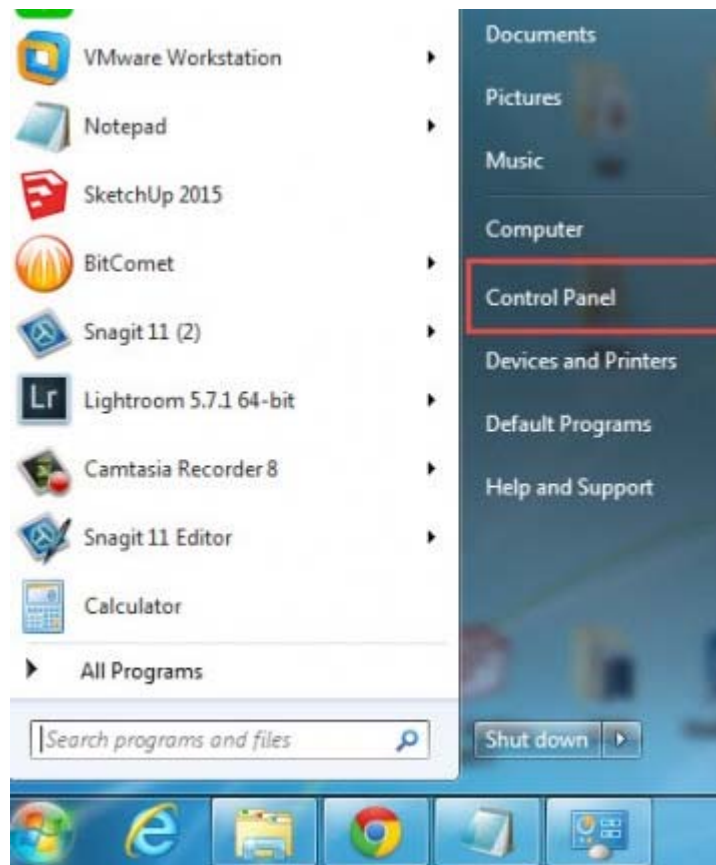 VMware Workstation
Notepad
SketchUp 2015
BitComet
Snagit 11 (2)
Lr
Lightroom 5.7.1 64-bit
Camtasia Recorder 8
Snagit 11 Editor
Calculator
All Programs
Search programs and files
Documents
Pictures
Music
Computer
Control Panel
Devices and Printers
Default Programs
Help and Support
Shut down